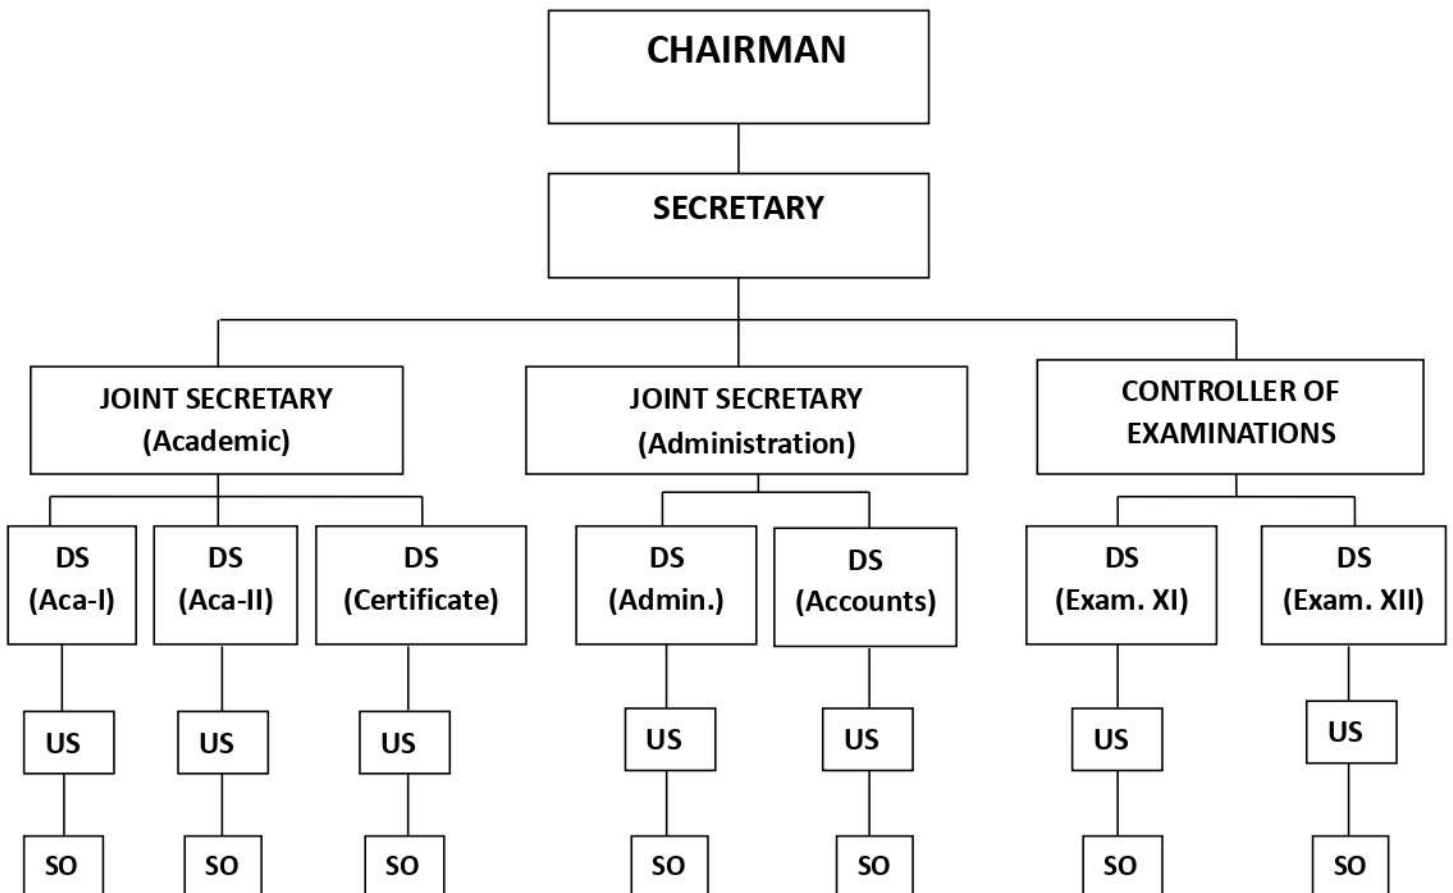 CHAIRMAN
SECRETARY
JOINT SECRETARY
(Academic)
JOINT SECRETARY
(Administration)
CONTROLLER OF
EXAMINATIONS
DS
(Aca-I)
DS
(Aca-II)
DS
(Certificate)
DS
(Admin.)
DS
(Accounts)
DS
(Exam. XI)
DS
(Exam. XII)
US
US
US
US
US
US
US
SO
SO
SO
SO
SO
SO
SO